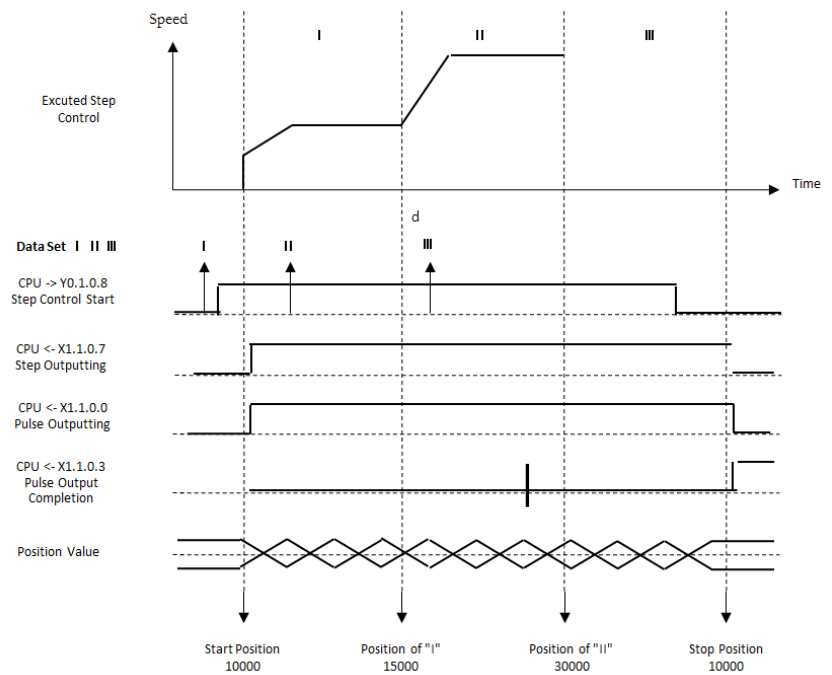 Speed
I II III
Excuted Step
Control
Time
d
Data Set I II III
I II III
CPU -> Y0.1.0.8
Step Control Start
CPU <- X1.1.0.7
Step Outputting
CPU <- X1.1.0.0
Pulse Outputting
CPU <- X1.1.0.3
Pulse Output
Completion
Position Value
Start Position
10000
Position of "I"
15000
Position of "II"
30000
Stop Position
10000